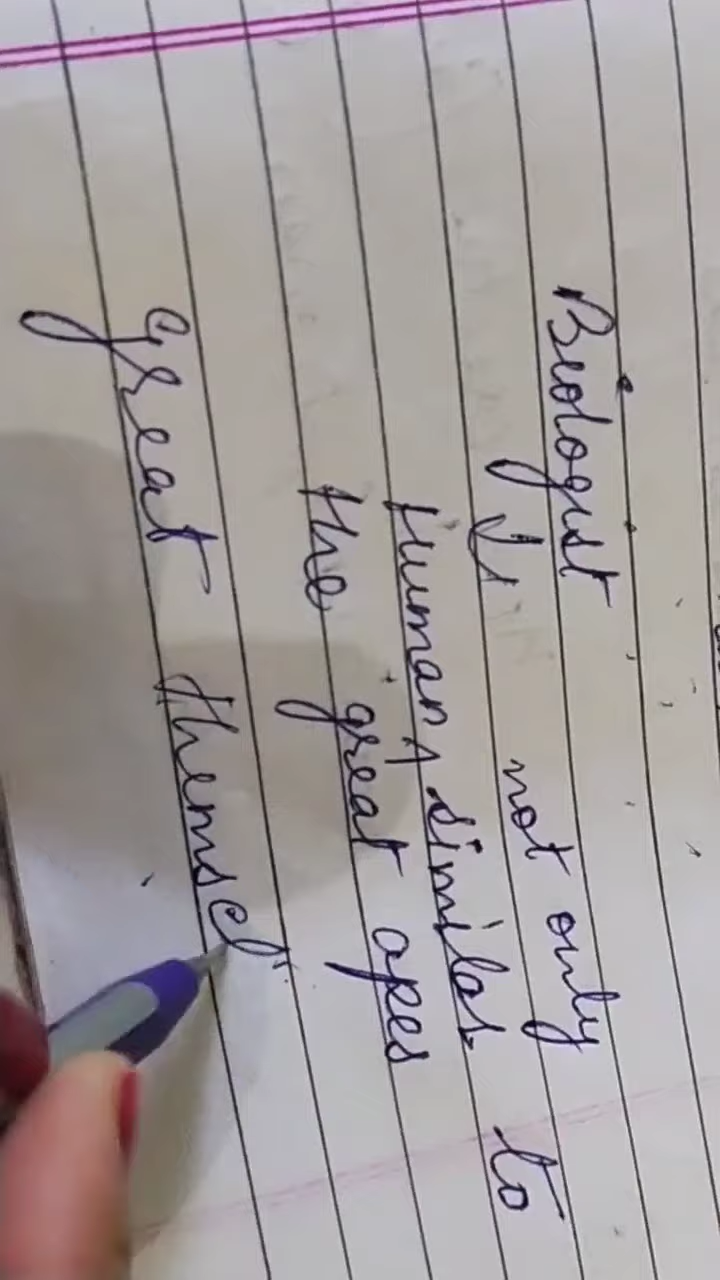 Biologist
Is not only
Human, similar to
the great apes
great themsel